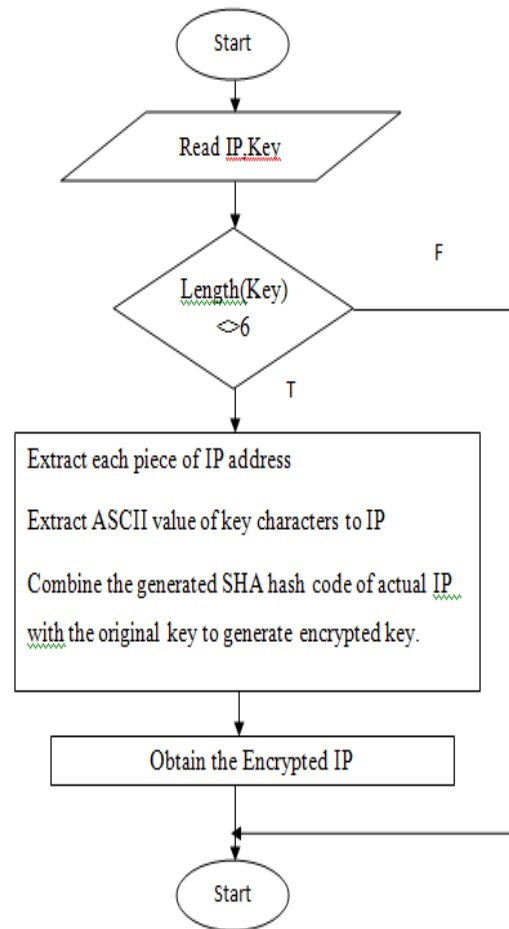 Start
Read IP,Key
F
Length(Key)
<>6
T
Extract each piece of IP address
Extract ASCII value of key characters to IP
Combine the generated SHA hash code of actual IP
with the original key to generate encrypted key.
Obtain the Encrypted IP
Start